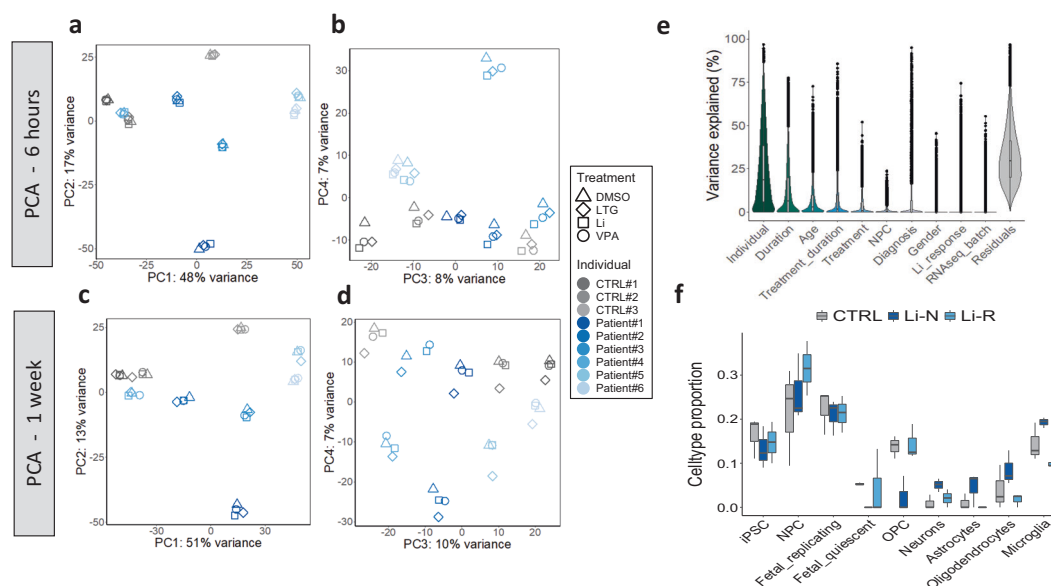 PCA - 6 hours
PCA - 1 week
a
25
0
-25
-50
-50
0
50
PC2: 17% variance
PC1: 48% variance
b
30
20
10
0
-10
-20
-10
0
10
20
PC4: 7% variance
PC3: 8% variance
c
25
0
-25
-50
-30
0
30
PC2: 13% variance
PC1: 51% variance
d
20
10
0
-10
-20
-30
-20
-10
0
10
20
PC4: 7% variance
PC3: 10% variance
Treatment
DMSO
LTG
Li
VPA
Individual
CTRL#1
CTRL#2
CTRL#3
Patient#1
Patient#2
Patient#3
Patient#4
Patient#5
Patient#6
e
100
75
50
25
0
Variance explained (%)
Individual
Duration
Age
Treatment_duration
Treatment
NPC
Diagnosis
Gender
Li_response
RNAseq_batch
Residuals
f
CTRL
Li-N
Li-R
0.3
0.2
0.1
0.0
Celltype proportion
iPSC
NPC
Fetal_replicating
Fetal_quiescent
OPC
Neurons
Astrocytes
Oligodendrocytes
Microglia